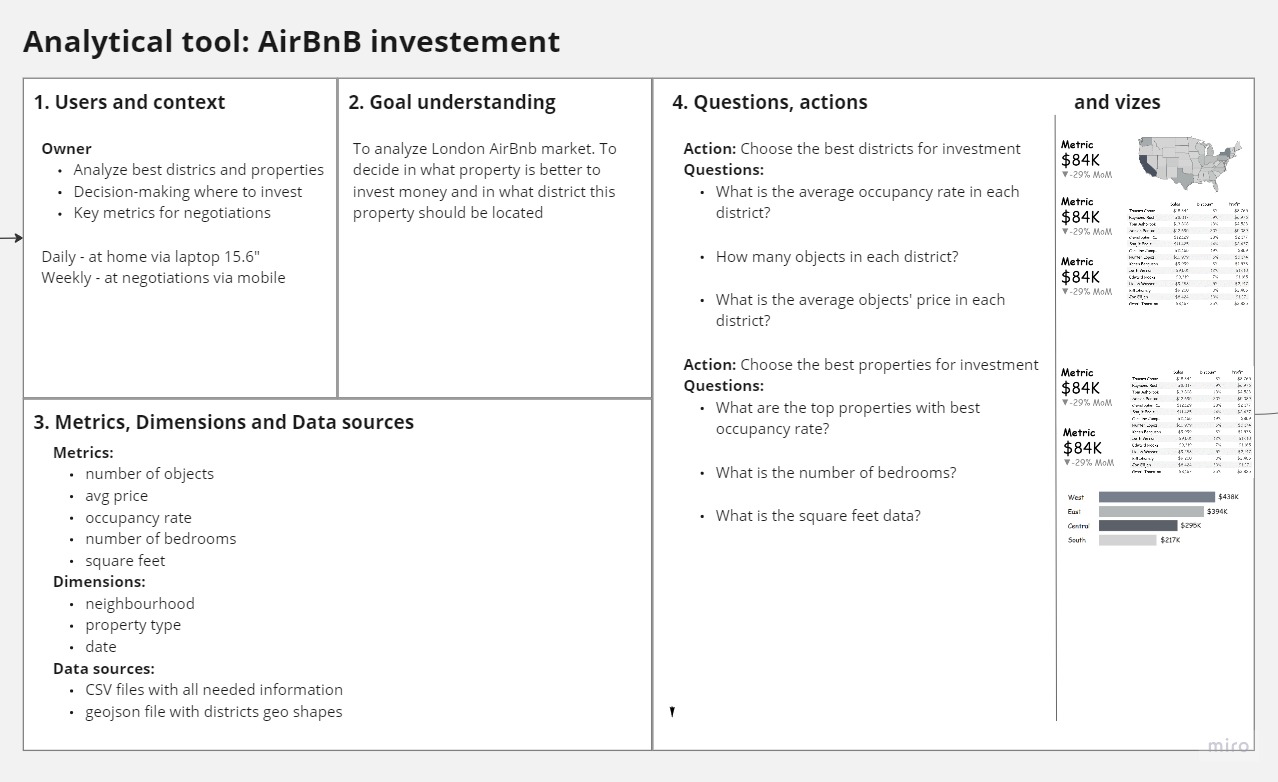 Analytical tool: AirBnB investement
1. Users and context
Owner
• Analyze best districs and properties
• Decision-making where to invest
• Key metrics for negotiations
Daily - at home via laptop 15.6"
Weekly - at negotiations via mobile
2. Goal understanding
To analyze London AirBnb market. To
decide in what property is better to
invest money and in what district this
property should be located
3. Metrics, Dimensions and Data sources
Metrics:
• number of objects
• avg price
• occupancy rate
• number of bedrooms
• square feet
Dimensions:
• neighbourhood
• property type
• date
Data sources:
• CSV files with all needed information
• geojson file with districts geo shapes
4. Questions, actions
Action: Choose the best districts for investment
Questions:
• What is the average occupancy rate in each
district?
• How many objects in each district?
• What is the average objects' price in each
district?
Action: Choose the best properties for investment
Questions:
• What are the top properties with best
occupancy rate?
• What is the number of bedrooms?
• What is the square feet data?
and vizes
Metric
$84K
▼-29% MoM
Metric
$84K
▼-29% MoM
Metric
$84K
▼-29% MoM
Sales Discount Profit
Metric
$84K
▼-29% MoM
Metric
$84K
▼-29% MoM
Sales Discount Profit
West $438K
East $394K
Central $295K
South $217K
miro